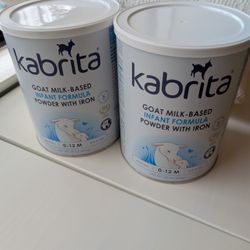 kabrita
GOAT MILK-BASED
INFANT FORMULA
POWDER WITH IRON
0-12 M
kabrita
GOAT MILK-BASED
INFANT FORMULA
POWDER WITH IRON
0-12 M